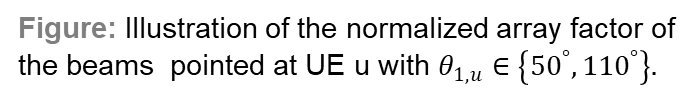 Figure: Illustration of the normalized array factor of
the beams pointed at UE u with θ₁,ᵤ ∈ {50°, 110°}.